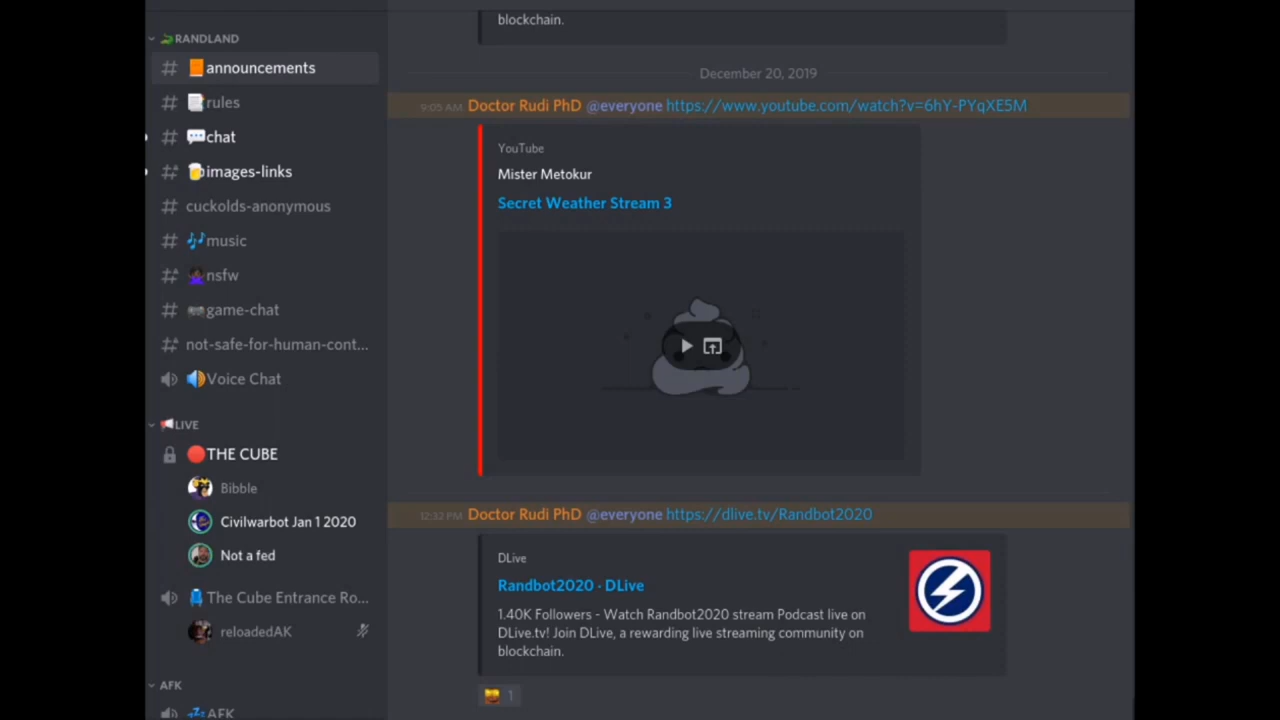 RANDLAND
announcements
rules
chat
images-links
cuckolds-anonymous
music
nsfw
game-chat
not-safe-for-human-cont...
Voice Chat
LIVE
THE CUBE
Bibble
Civilwarbot Jan 1 2020
Not a fed
The Cube Entrance Ro...
reloadedAK
AFK
AFK
blockchain.
December 20, 2019
9:05 AM Doctor Rudi PhD @everyone https://www.youtube.com/watch?v=6hY-PYqXE5M
YouTube
Mister Metokur
Secret Weather Stream 3
12:32 PM Doctor Rudi PhD @everyone https://dlive.tv/Randbot2020
DLive
Randbot2020 - DLive
1.40K Followers - Watch Randbot2020 stream Podcast live on
DLive.tv! Join DLive, a rewarding live streaming community on
blockchain.
1